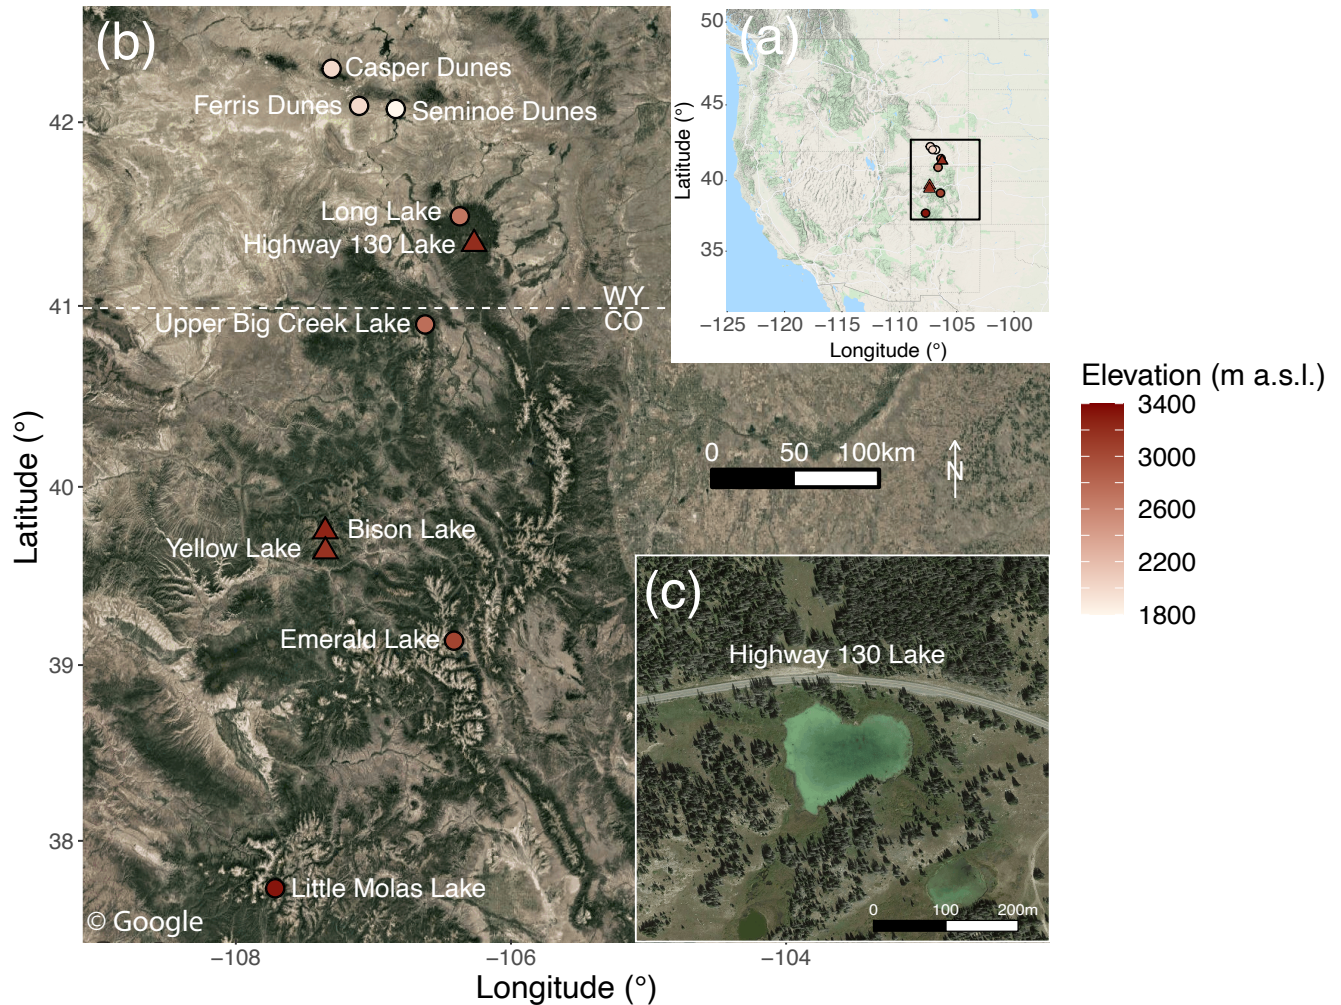 (b)
Casper Dunes
Ferris Dunes
Seminoe Dunes
Long Lake
Highway 130 Lake
WY
CO
Upper Big Creek Lake
Bison Lake
Yellow Lake
Emerald Lake
Little Molas Lake
© Google
42
41
40
39
38
Latitude (°)
−108
−106
−104
Longitude (°)
0 50 100km
N
(a)
50
45
40
35
Latitude (°)
−125 −120 −115 −110 −105 −100
Longitude (°)
Elevation (m a.s.l.)
3400
3000
2600
2200
1800
(c)
Highway 130 Lake
0 100 200m